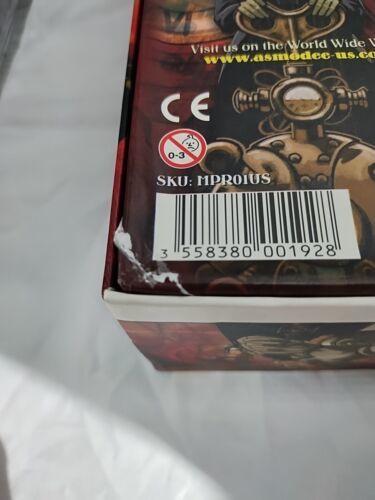 Visit us on the World Wide W
www.asmodee-us.co
CE
0-3
SKU: MPR01US
3 558380 001928